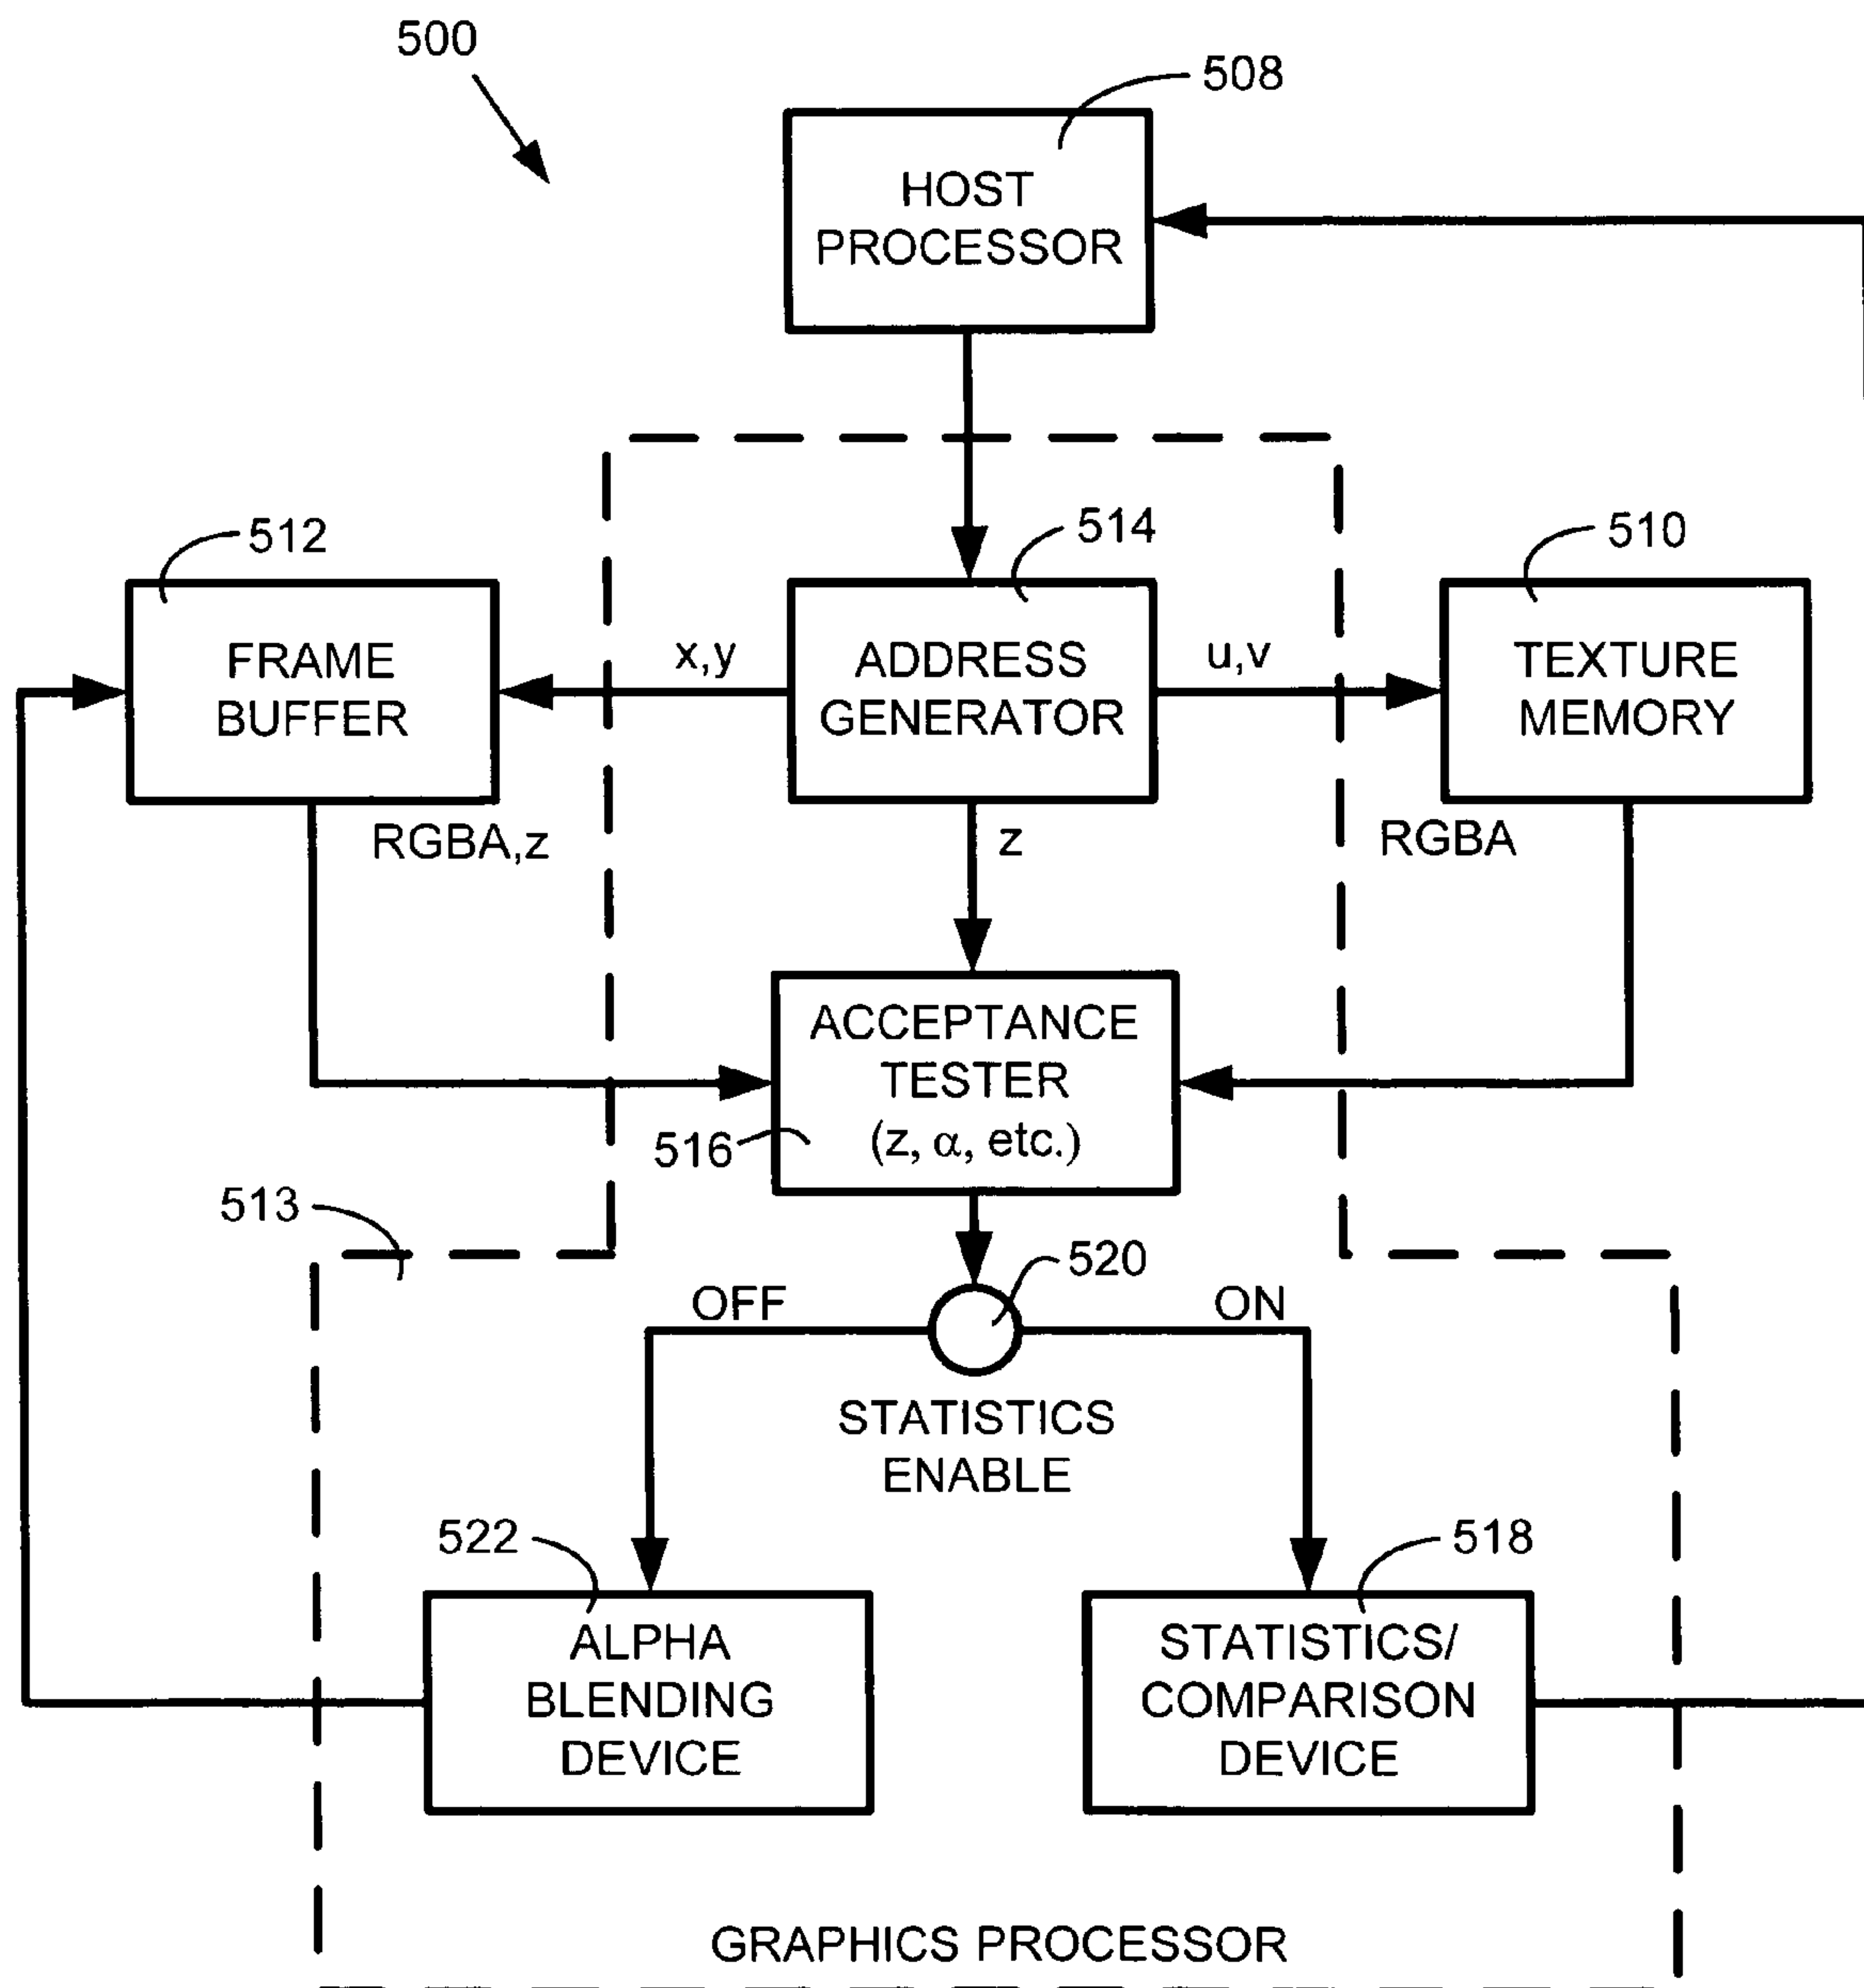 500
508
HOST
PROCESSOR
512
514
510
FRAME
BUFFER
x,y
ADDRESS
GENERATOR
u,v
TEXTURE
MEMORY
RGBA,z
z
RGBA
ACCEPTANCE
TESTER
(z, α, etc.)
516
513
520
OFF
ON
STATISTICS
ENABLE
522
518
ALPHA
BLENDING
DEVICE
STATISTICS/
COMPARISON
DEVICE
GRAPHICS PROCESSOR